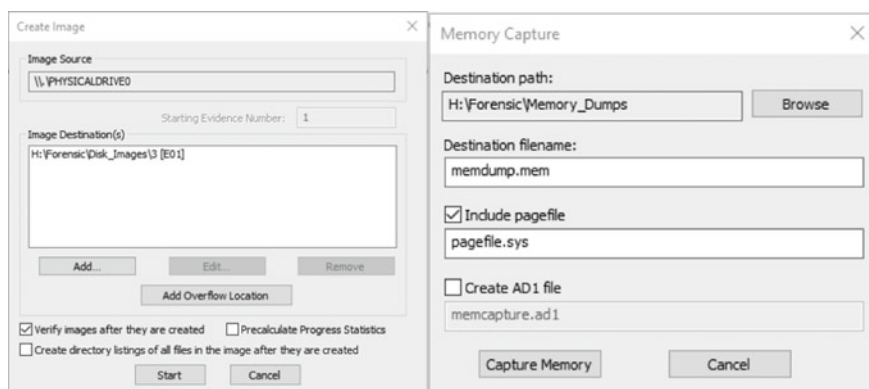 Create Image
Image Source
\\.\PHYSICALDRIVE0
Starting Evidence Number: 1
Image Destination(s)
H:\Forensic\Disk_Images\3 [E01]
Add... Edit... Remove
Add Overflow Location
Verify images after they are created Precalculate Progress Statistics
Create directory listings of all files in the image after they are created
Start Cancel
Memory Capture
Destination path:
H:\Forensic\Memory_Dumps Browse
Destination filename:
memdump.mem
Include pagefile
pagefile.sys
Create AD1 file
memcapture.ad1
Capture Memory Cancel